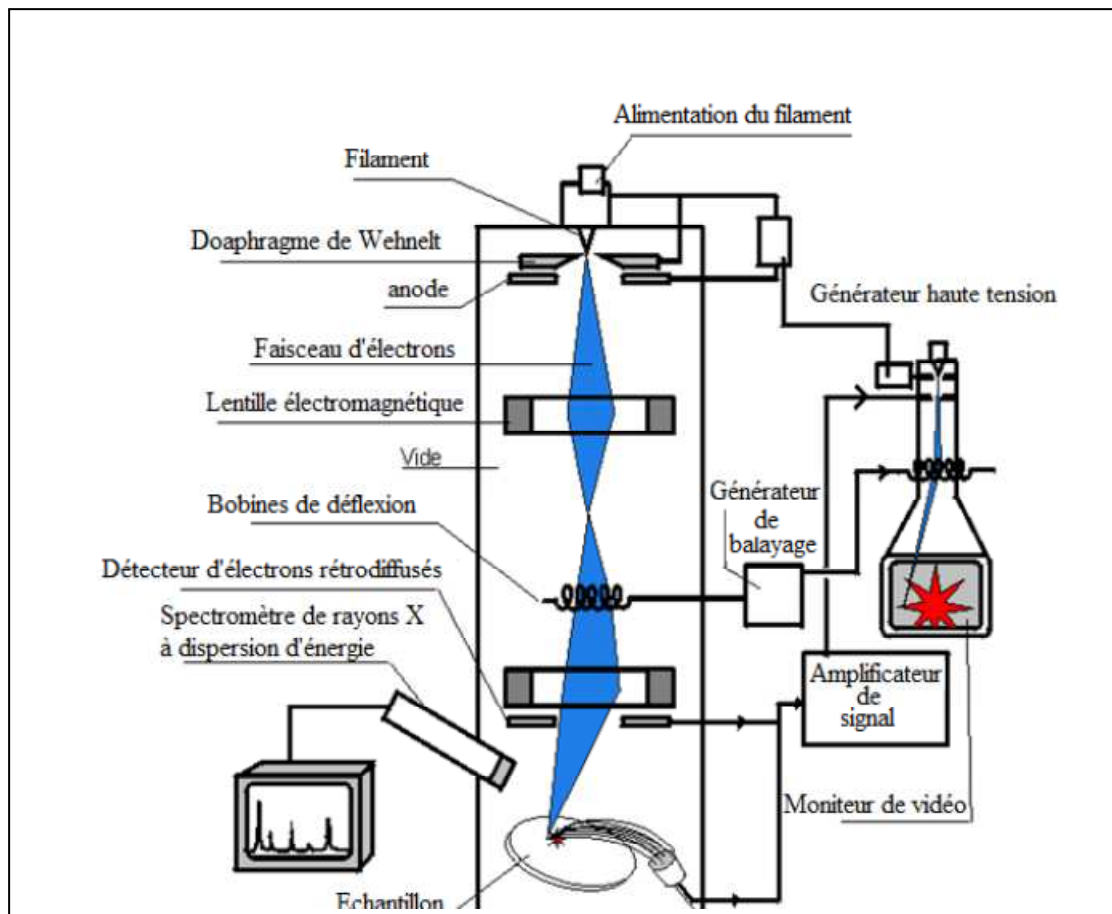 Alimentation du filament
Filament
Doaphragme de Wehnelt
anode
Générateur haute tension
Faisceau d'électrons
Lentille électromagnétique
Vide
Bobines de déflexion
Générateur
de
balayage
Détecteur d'électrons rétrodiffusés
Spectromètre de rayons X
à dispersion d'énergie
Amplificateur
de
signal
Moniteur de vidéo
Echantillon